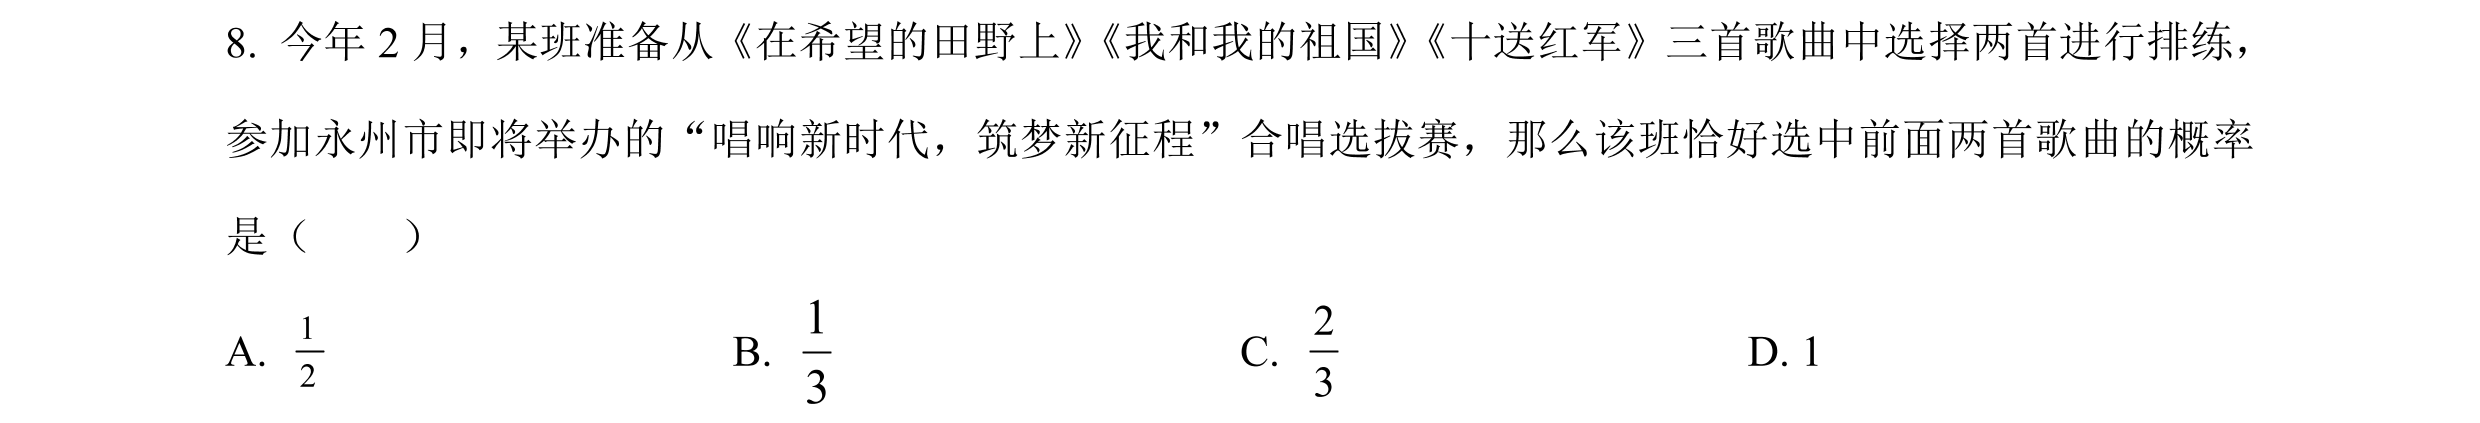 8. 今年 2 月，某班准备从《在希望的田野上》《我和我的祖国》《十送红军》三首歌曲中选择两首进行排练，
参加永州市即将举办的“唱响新时代，筑梦新征程”合唱选拔赛，那么该班恰好选中前面两首歌曲的概率
是（　　）
A. 1/2 B. 1/3 C. 2/3 D. 1